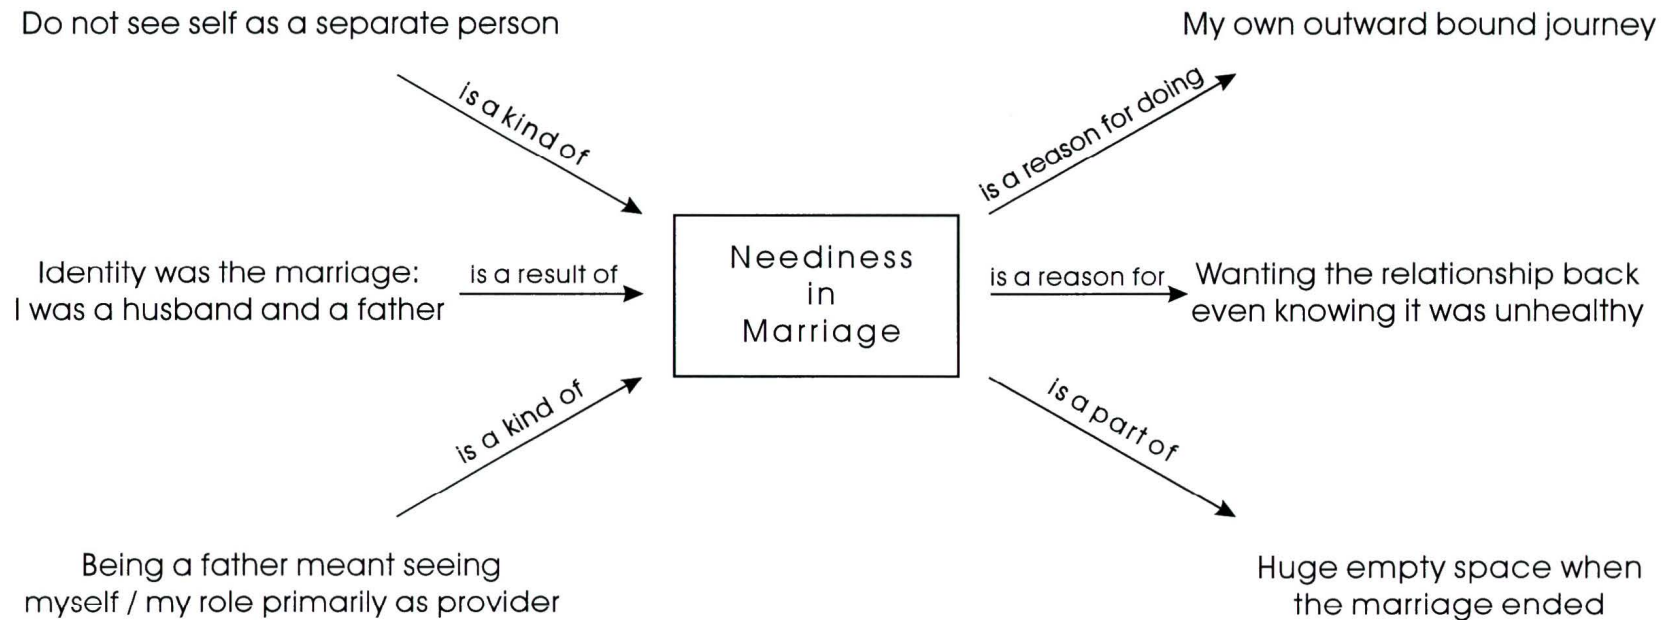 Do not see self as a separate person
My own outward bound journey
is a kind of
is a reason for doing
Identity was the marriage:
I was a husband and a father
is a result of
Neediness
in
Marriage
is a reason for
Wanting the relationship back
even knowing it was unhealthy
is a kind of
is a part of
Being a father meant seeing
myself / my role primarily as provider
Huge empty space when
the marriage ended